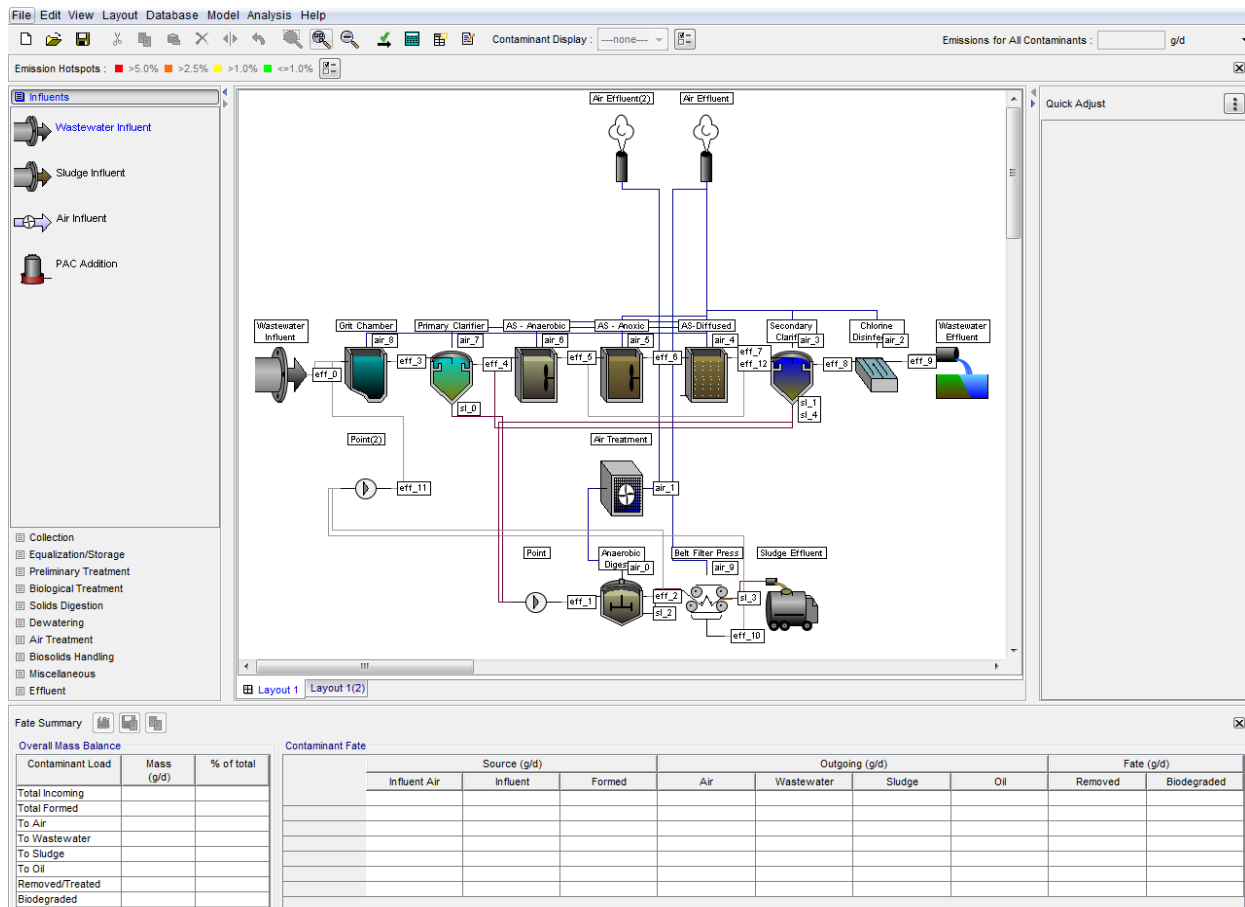 File Edit View Layout Database Model Analysis Help
Contaminant Display : ---none---
Emissions for All Contaminants : g/d
Emission Hotspots : >5.0% >2.5% >1.0% <=1.0%
Influents
Wastewater Influent
Sludge Influent
Air Influent
PAC Addition
Collection
Equalization/Storage
Preliminary Treatment
Biological Treatment
Solids Digestion
Dewatering
Air Treatment
Biosolids Handling
Miscellaneous
Effluent
Air Effluent(2) Air Effluent
Wastewater
Influent
Grit Chamber
Primary Clarifier
AS - Anaerobic
AS - Anoxic
AS-Diffused
Secondary
Clarif
Chlorine
Disinfe
Wastewater
Effluent
air_8 air_7 air_6 air_5 air_4 air_3 air_2
eff_0 eff_3 eff_4 eff_5 eff_6 eff_7
eff_12
eff_8 eff_9
sl_0
sl_1
sl_4
Point(2)
Air Treatment
eff_11
air_1
Point
Anaerobic
Diges
air_0
Belt Filter Press
air_9
Sludge Effluent
eff_1 eff_2 sl_3
sl_2
eff_10
Layout 1 Layout 1(2)
Quick Adjust
Fate Summary
Overall Mass Balance
Contaminant Load
Mass
(g/d)
% of total
Total Incoming
Total Formed
To Air
To Wastewater
To Sludge
To Oil
Removed/Treated
Biodegraded
Contaminant Fate
Source (g/d) Outgoing (g/d) Fate (g/d)
Influent Air Influent Formed Air Wastewater Sludge Oil Removed Biodegraded